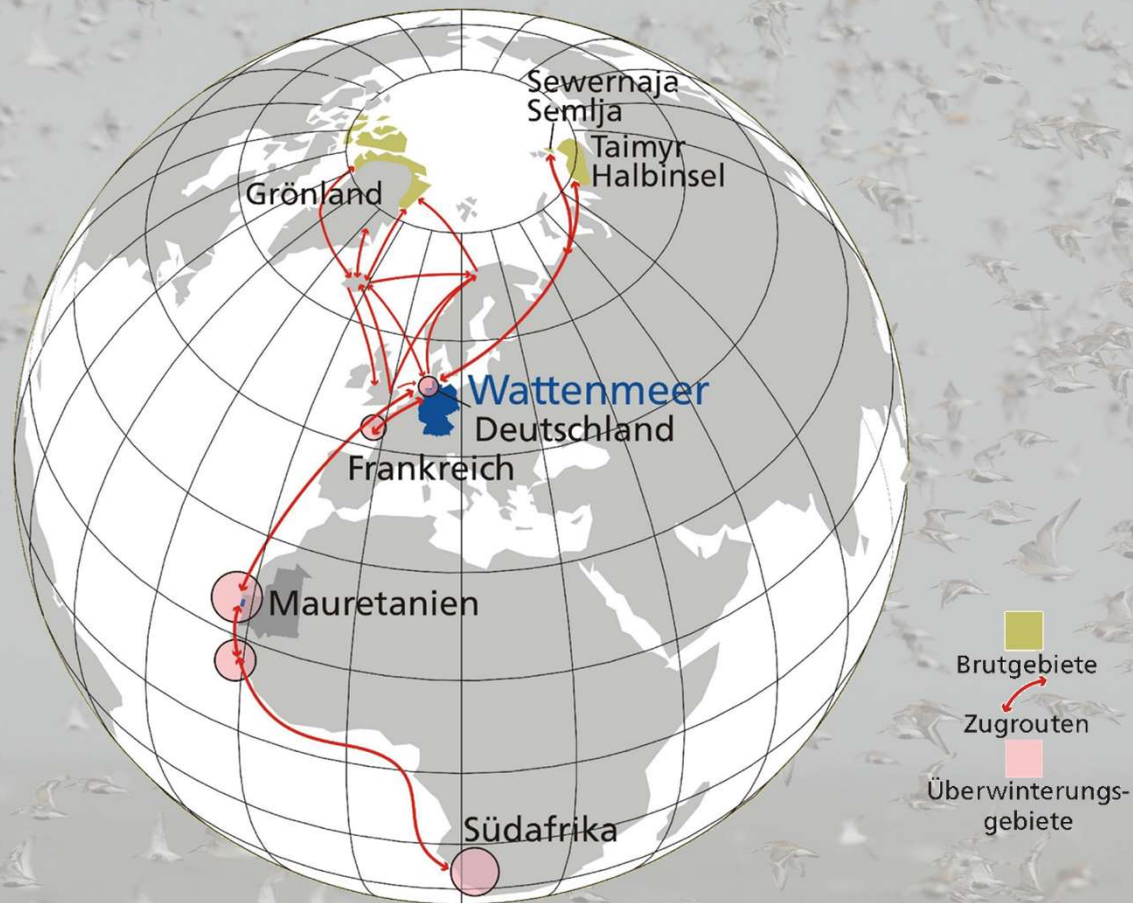 Sewernaja
Semlja
Taimyr
Halbinsel
Grönland
Wattenmeer
Deutschland
Frankreich
Mauretanien
Südafrika
Brutgebiete
Zugrouten
Überwinterungs-
gebiete